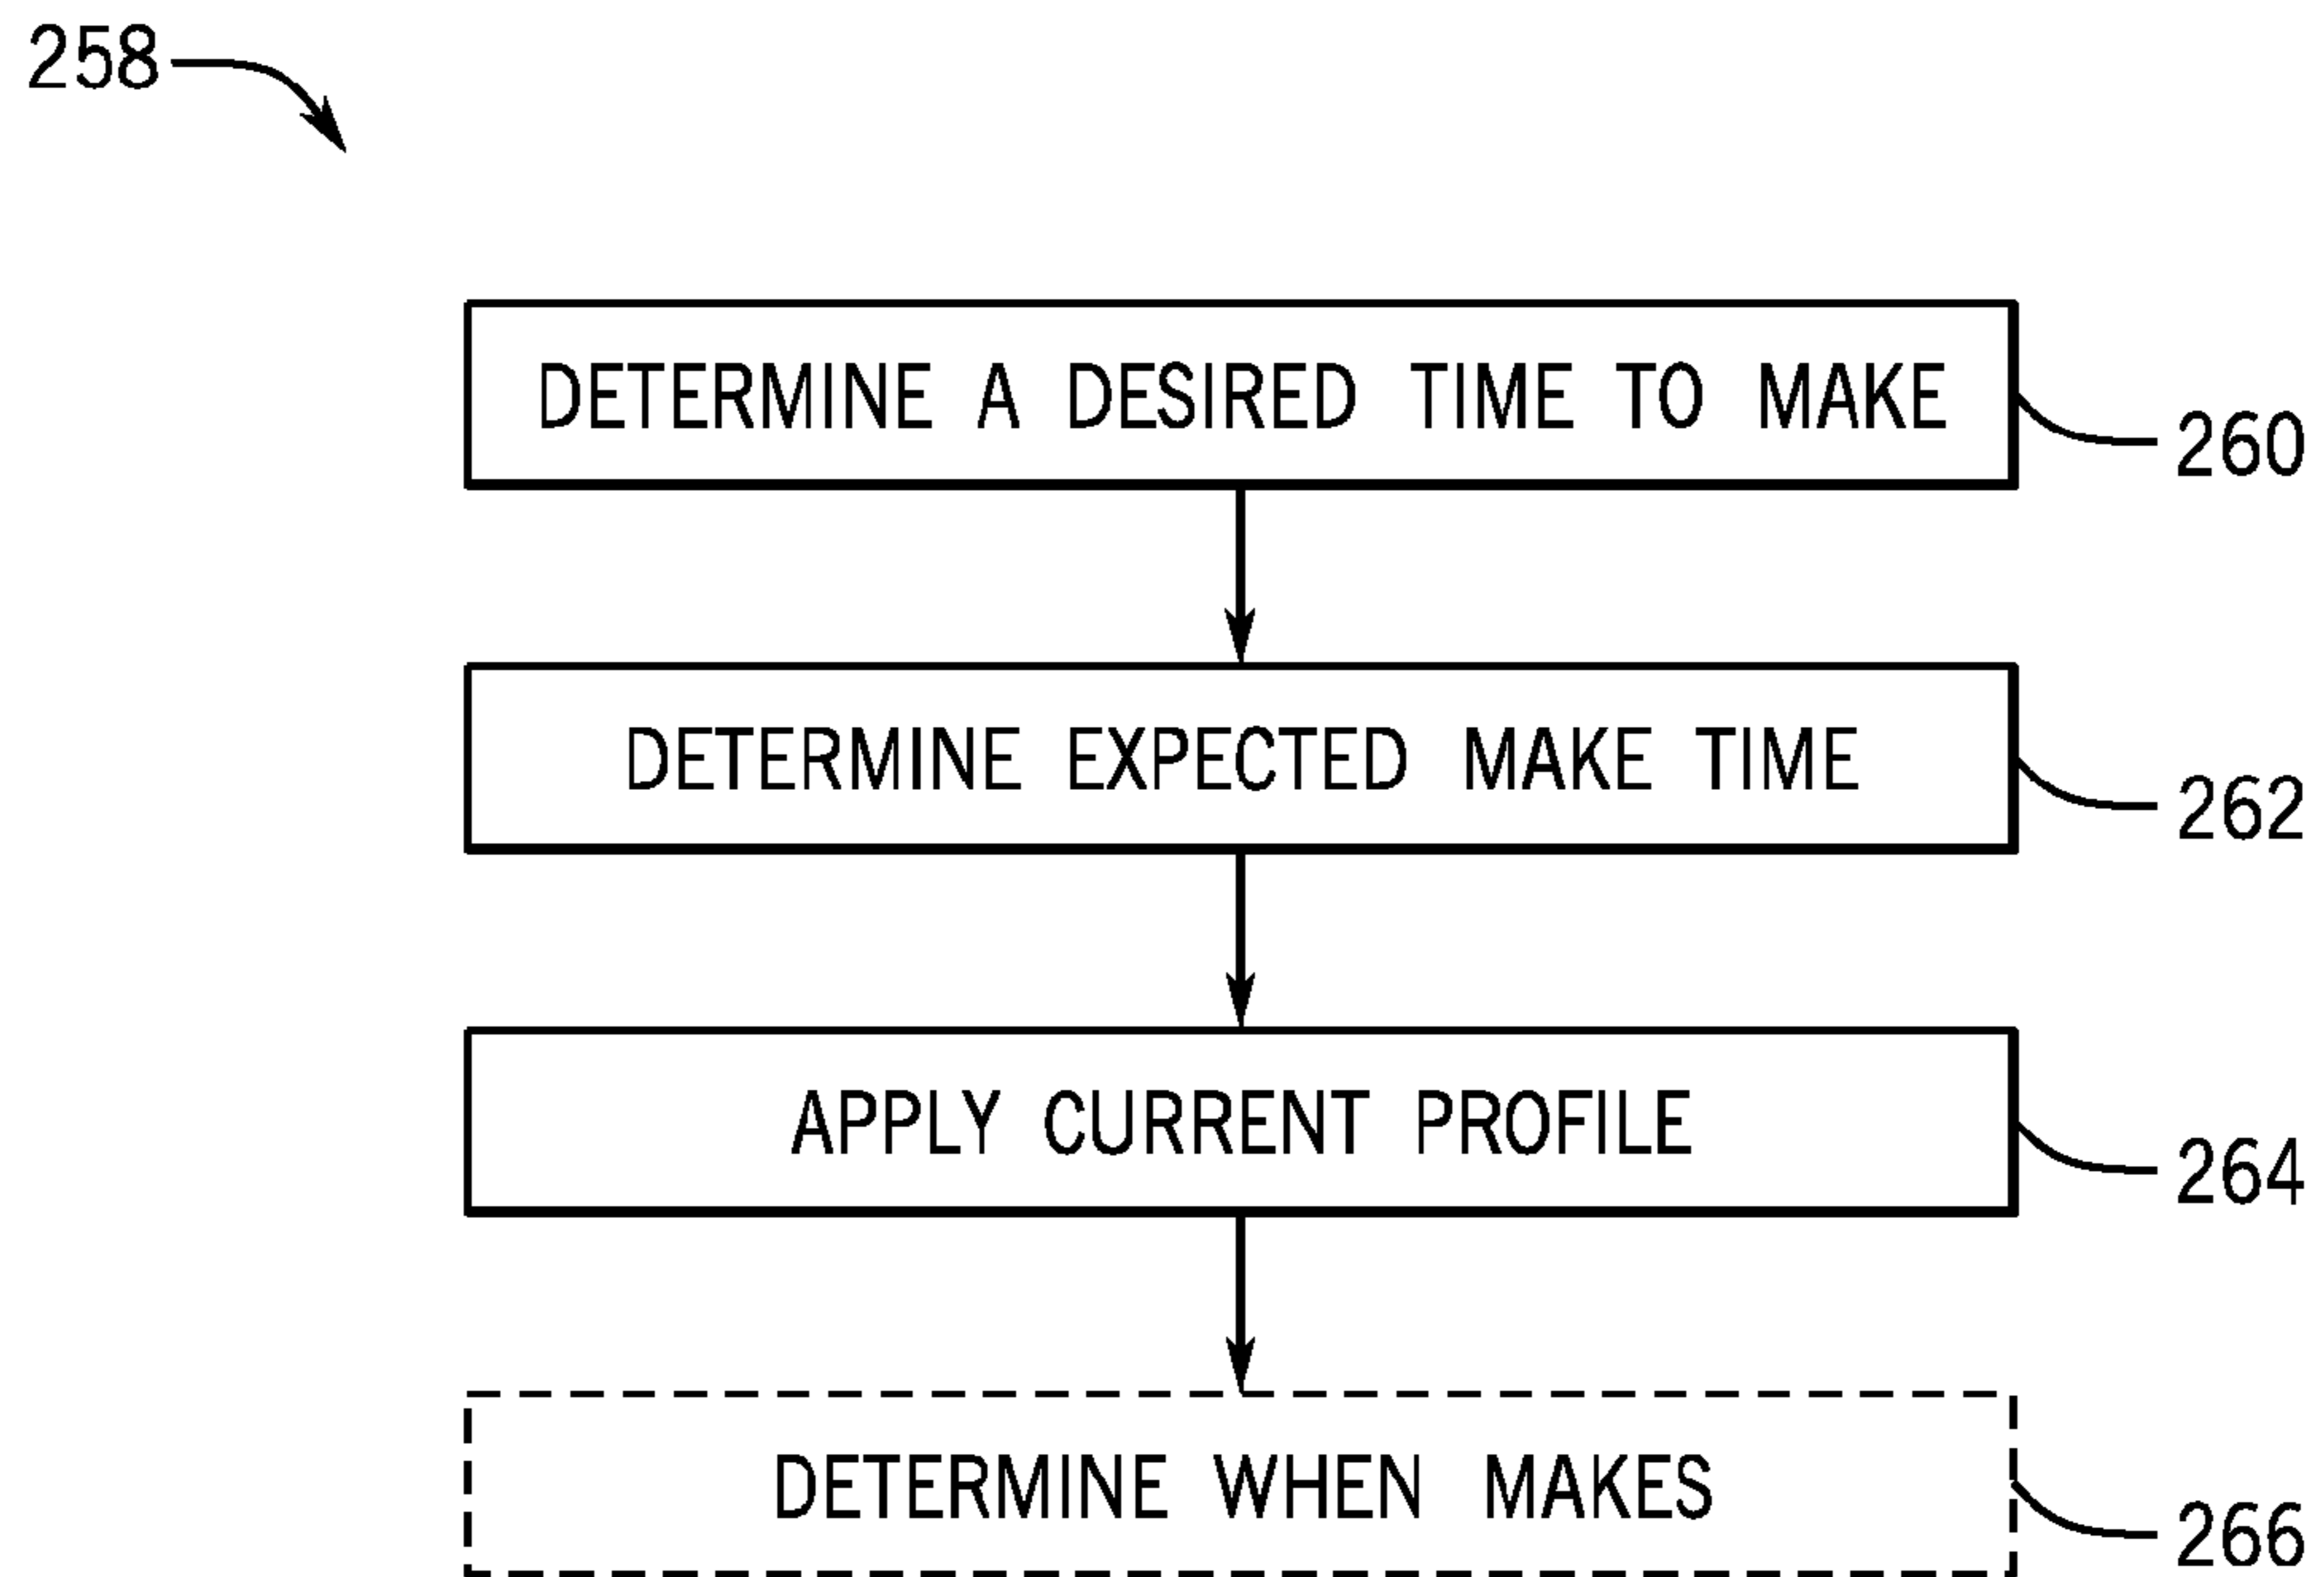 258
DETERMINE A DESIRED TIME TO MAKE
260
DETERMINE EXPECTED MAKE TIME
262
APPLY CURRENT PROFILE
264
DETERMINE WHEN MAKES
266